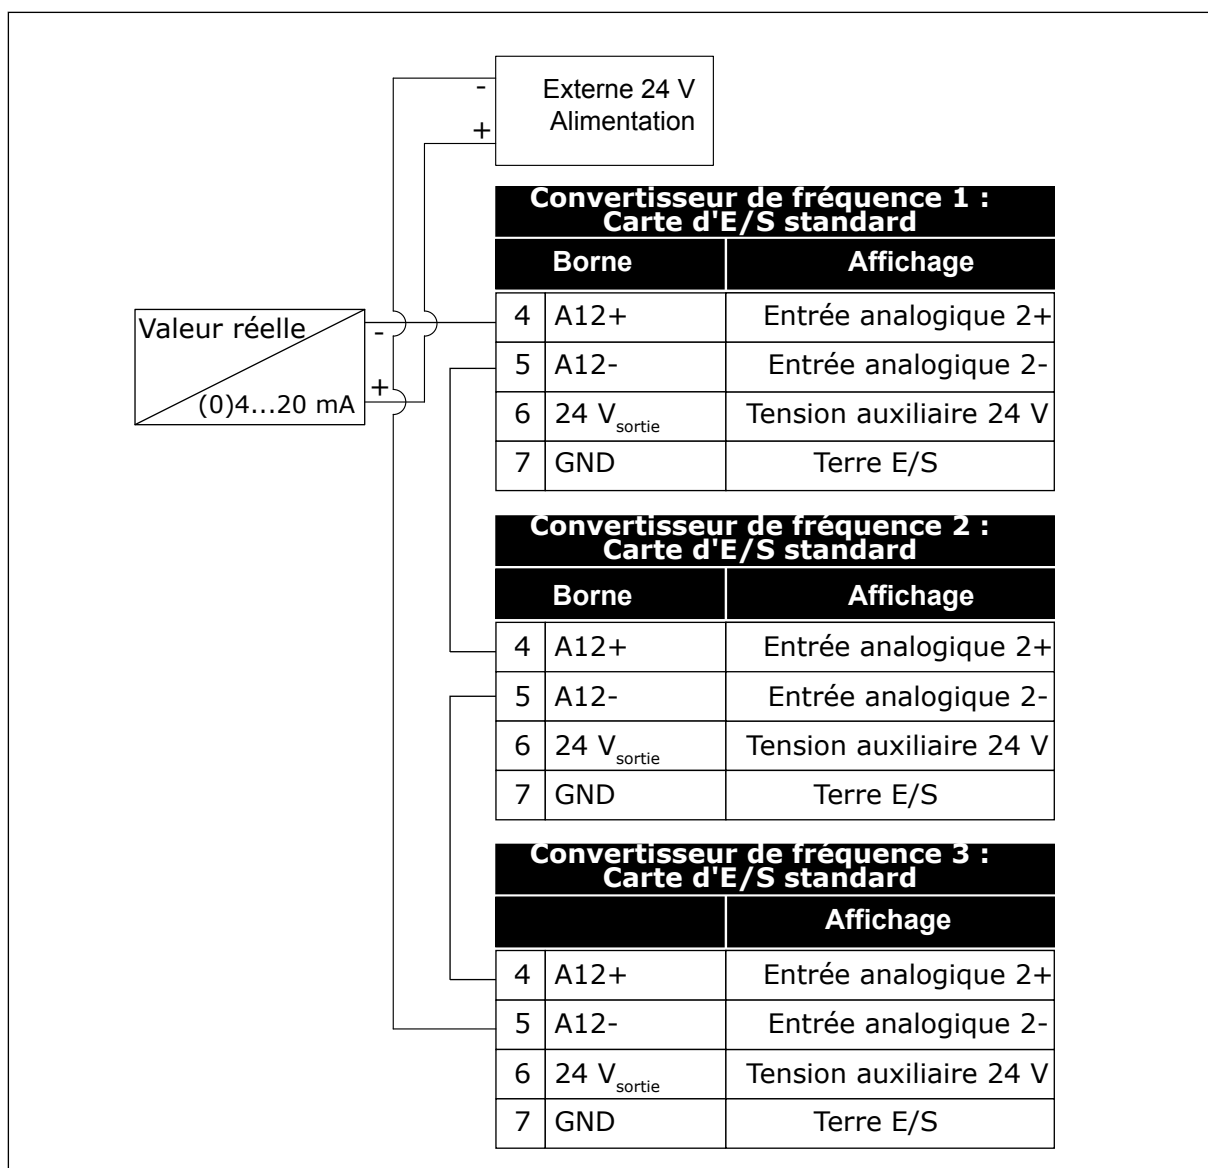 -
Externe 24 V
Alimentation
+
Convertisseur de fréquence 1 :
Carte d'E/S standard
Borne Affichage
Valeur réelle
-
+
(0)4...20 mA
4 A12+ Entrée analogique 2+
5 A12- Entrée analogique 2-
6 24 Vsortie Tension auxiliaire 24 V
7 GND Terre E/S
Convertisseur de fréquence 2 :
Carte d'E/S standard
Borne Affichage
4 A12+ Entrée analogique 2+
5 A12- Entrée analogique 2-
6 24 Vsortie Tension auxiliaire 24 V
7 GND Terre E/S
Convertisseur de fréquence 3 :
Carte d'E/S standard
Affichage
4 A12+ Entrée analogique 2+
5 A12- Entrée analogique 2-
6 24 Vsortie Tension auxiliaire 24 V
7 GND Terre E/S